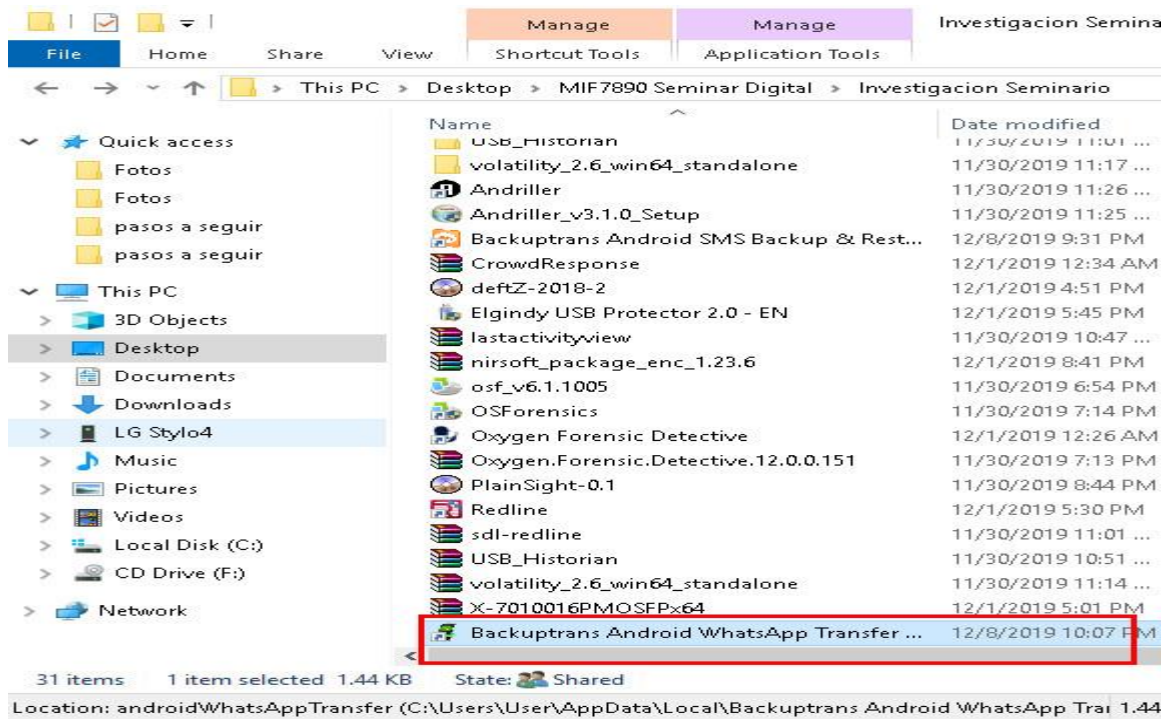 Manage Manage Investigacion Semina
File Home Share View Shortcut Tools Application Tools
This PC > Desktop > MIF7890 Seminar Digital > Investigacion Seminario
Name Date modified
Quick access
Fotos
Fotos
pasos a seguir
pasos a seguir
This PC
3D Objects
Desktop
Documents
Downloads
LG Stylo4
Music
Pictures
Videos
Local Disk (C:)
CD Drive (F:)
Network
USB_Historian 11/30/2019 11:01 ...
volatility_2.6_win64_standalone 11/30/2019 11:17 ...
Andriller 11/30/2019 11:26 ...
Andriller_v3.1.0_Setup 11/30/2019 11:25 ...
Backuptrans Android SMS Backup & Rest... 12/8/2019 9:31 PM
CrowdResponse 12/1/2019 12:34 AM
deftZ-2018-2 12/1/2019 4:51 PM
Elgindy USB Protector 2.0 - EN 12/1/2019 5:45 PM
lastactivityview 11/30/2019 10:47 ...
nirsoft_package_enc_1.23.6 12/1/2019 8:41 PM
osf_v6.1.1005 11/30/2019 6:54 PM
OSForensics 11/30/2019 7:14 PM
Oxygen Forensic Detective 12/1/2019 12:26 AM
Oxygen.Forensic.Detective.12.0.0.151 11/30/2019 7:13 PM
PlainSight-0.1 11/30/2019 8:44 PM
Redline 12/1/2019 5:30 PM
sdl-redline 11/30/2019 11:01 ...
USB_Historian 11/30/2019 10:51 ...
volatility_2.6_win64_standalone 11/30/2019 11:14 ...
X-7010016PMOSFPx64 12/1/2019 5:01 PM
Backuptrans Android WhatsApp Transfer ... 12/8/2019 10:07 PM
31 items 1 item selected 1.44 KB State: Shared
Location: androidWhatsAppTransfer (C:\Users\User\AppData\Local\Backuptrans Android WhatsApp Trai 1.44